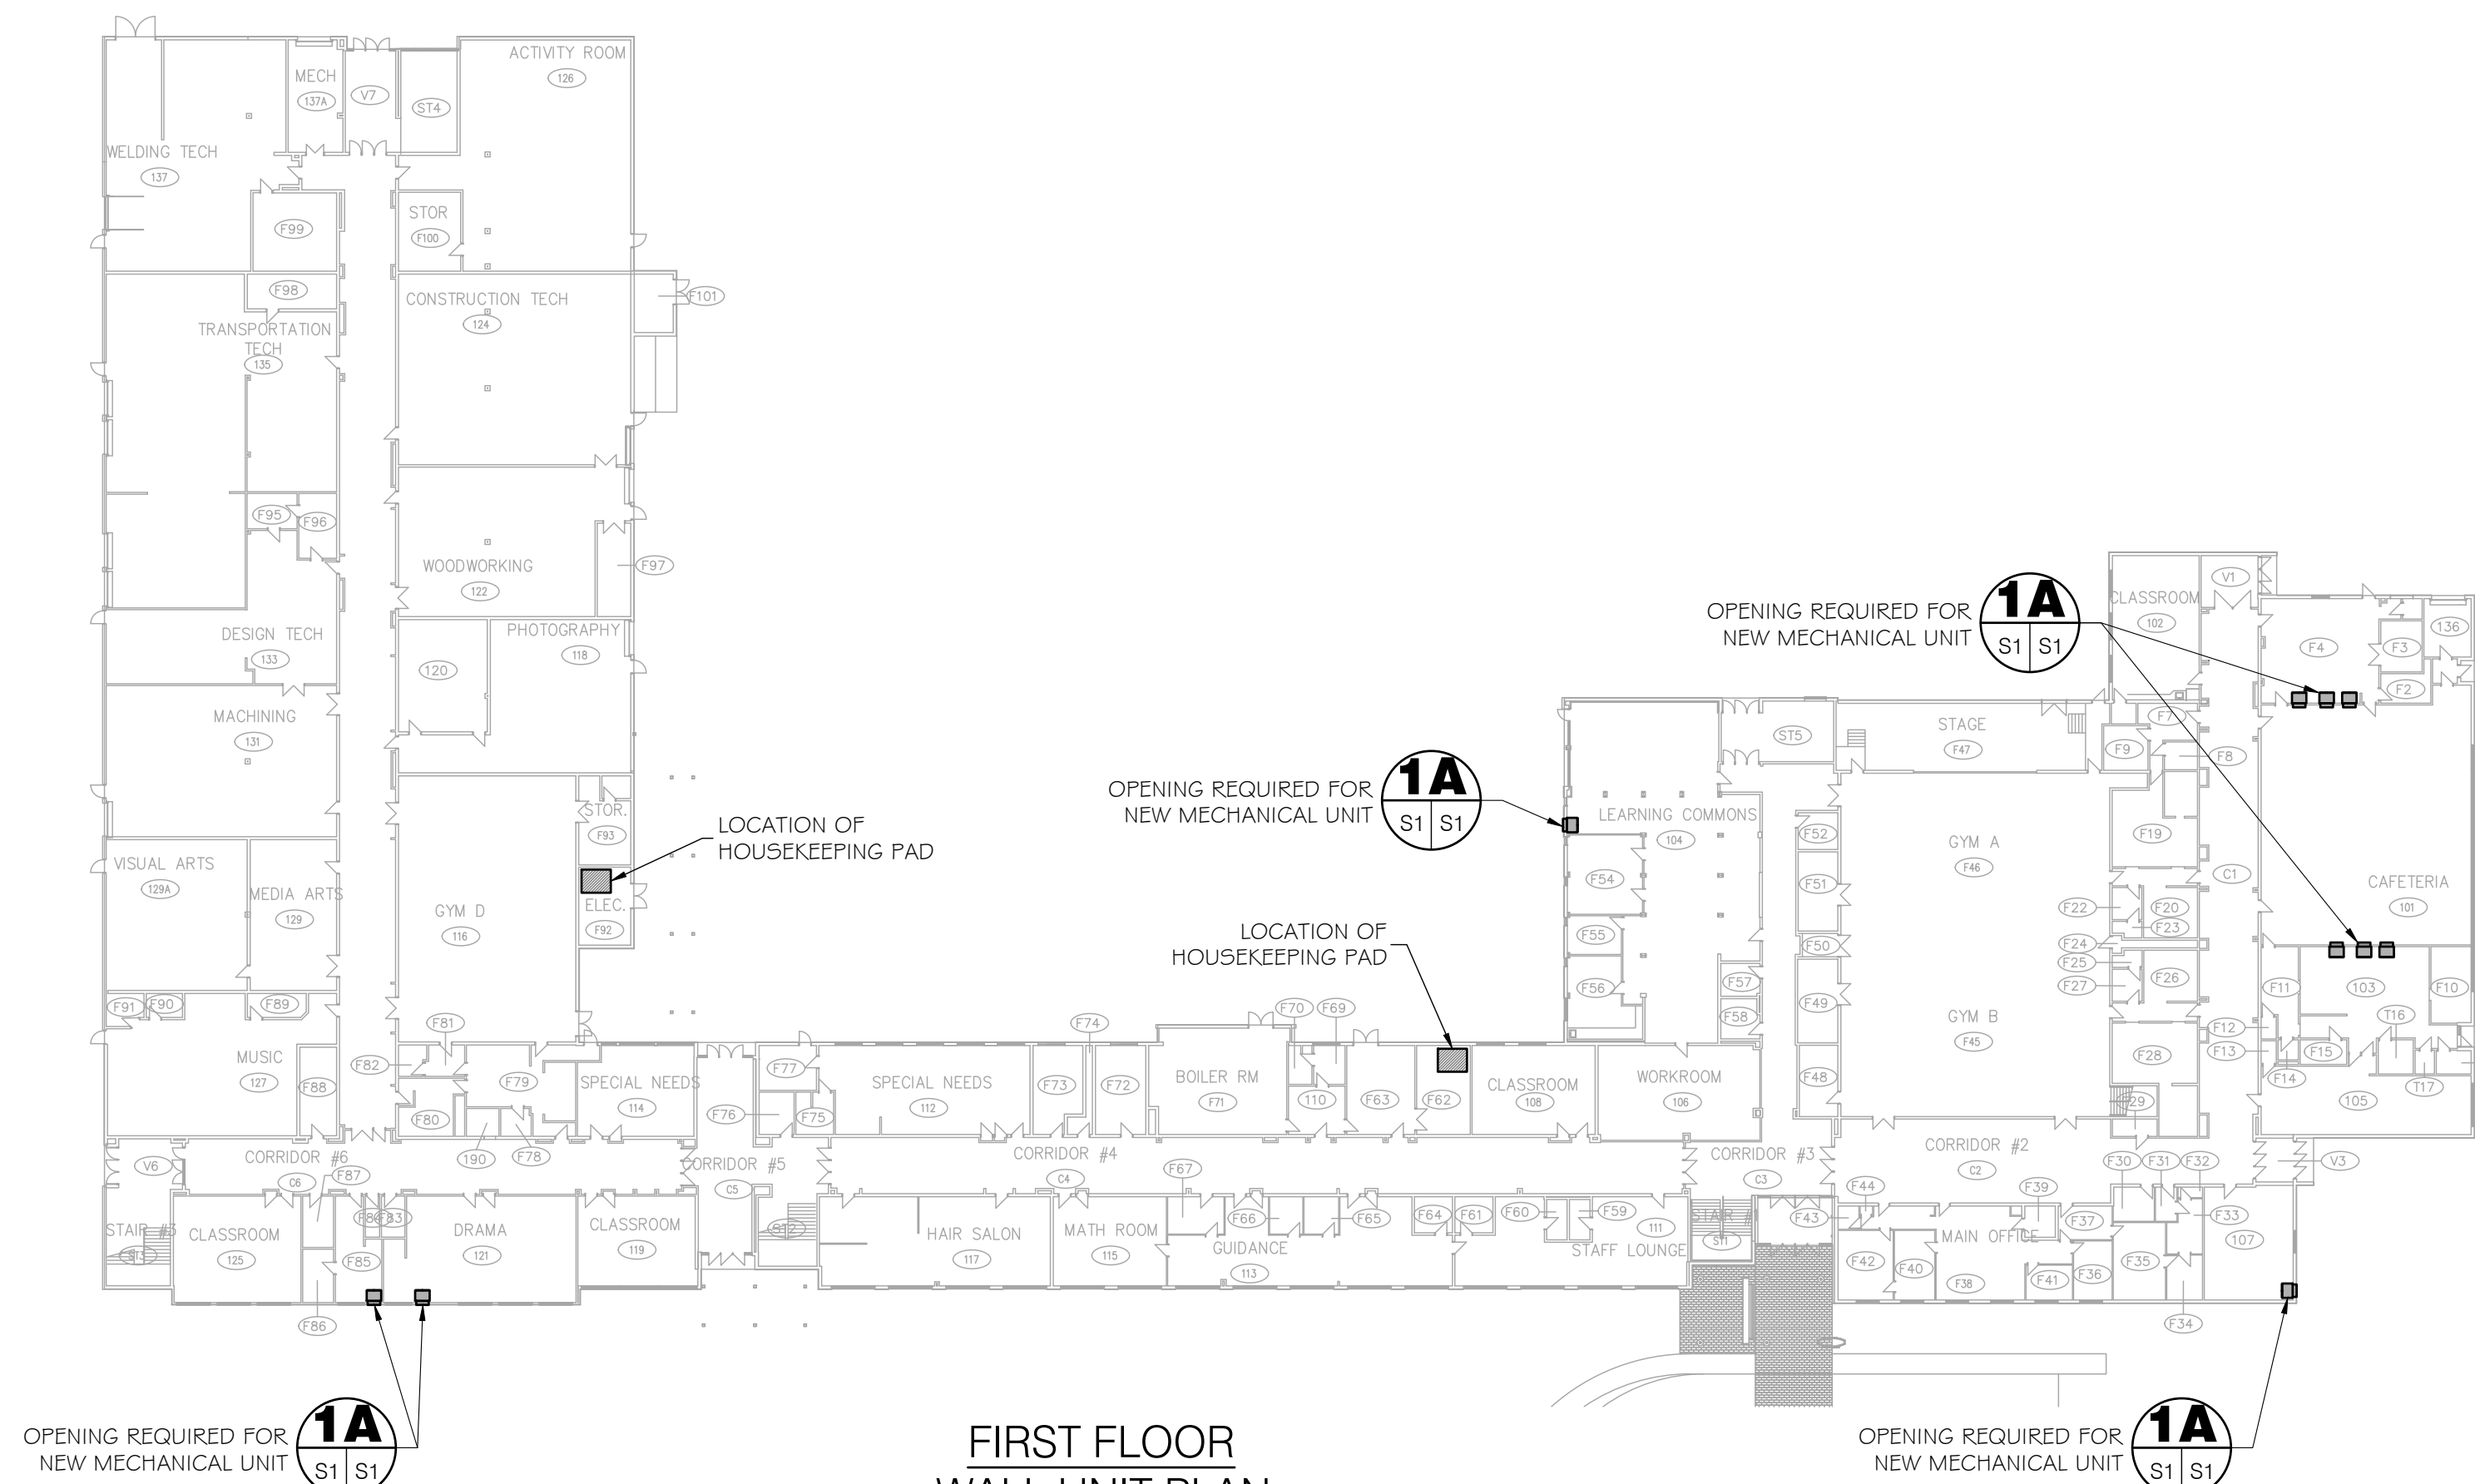 ACTIVITY ROOM
126
MECH
137A
V7
ST4
WELDING TECH
137
F99
STOR
F100
F98
CONSTRUCTION TECH
124
F101
TRANSPORTATION
TECH
135
F95
F96
WOODWORKING
122
F97
DESIGN TECH
133
PHOTOGRAPHY
118
120
MACHINING
131
STOR.
F93
LOCATION OF
HOUSEKEEPING PAD
VISUAL ARTS
129A
MEDIA ARTS
129
GYM D
116
ELEC.
F92
F91
F90
F89
MUSIC
127
F88
F81
F82
F79
F80
190
F78
SPECIAL NEEDS
114
F77
F76
F75
SPECIAL NEEDS
112
F74
F73
F72
BOILER RM
F71
F70
F69
110
F63
F62
LOCATION OF
HOUSEKEEPING PAD
CLASSROOM
108
WORKROOM
106
OPENING REQUIRED FOR
NEW MECHANICAL UNIT
1A
S1 S1
LEARNING COMMONS
104
F54
F55
F56
F57
F58
ST5
STAGE
F47
F52
F51
F50
F49
F48
GYM A
F46
GYM B
F45
OPENING REQUIRED FOR
NEW MECHANICAL UNIT
1A
S1 S1
CLASSROOM
102
V1
F4
F3
136
F2
F7
F9
F8
F19
C1
CAFETERIA
101
F22
F20
F23
F24
F25
F26
F27
F28
F29
F11
103
F10
F12
F13
F14
F15
T16
T17
105
V6
CORRIDOR #6
C6
F87
CORRIDOR #5
C5
CORRIDOR #4
C4
CORRIDOR #3
C3
CORRIDOR #2
C2
V3
STAIR #3
ST3
CLASSROOM
125
F84
F83
F85
F86
DRAMA
121
CLASSROOM
119
ST2
HAIR SALON
117
MATH ROOM
115
F67
F66
F65
GUIDANCE
113
F64
F61
F60
F59
111
STAFF LOUNGE
ST1
F44
F43
F42
F40
MAIN OFFICE
F38
F39
F41
F37
F36
F30
F31
F32
F33
F35
F34
107
OPENING REQUIRED FOR
NEW MECHANICAL UNIT
1A
S1 S1
FIRST FLOOR
WALL UNIT PLAN
OPENING REQUIRED FOR
NEW MECHANICAL UNIT
1A
S1 S1